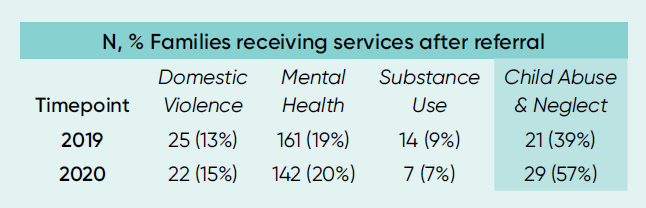 N, % Families receiving services after referral
Timepoint Domestic Violence Mental Health Substance Use Child Abuse & Neglect
2019 25 (13%) 161 (19%) 14 (9%) 21 (39%)
2020 22 (15%) 142 (20%) 7 (7%) 29 (57%)